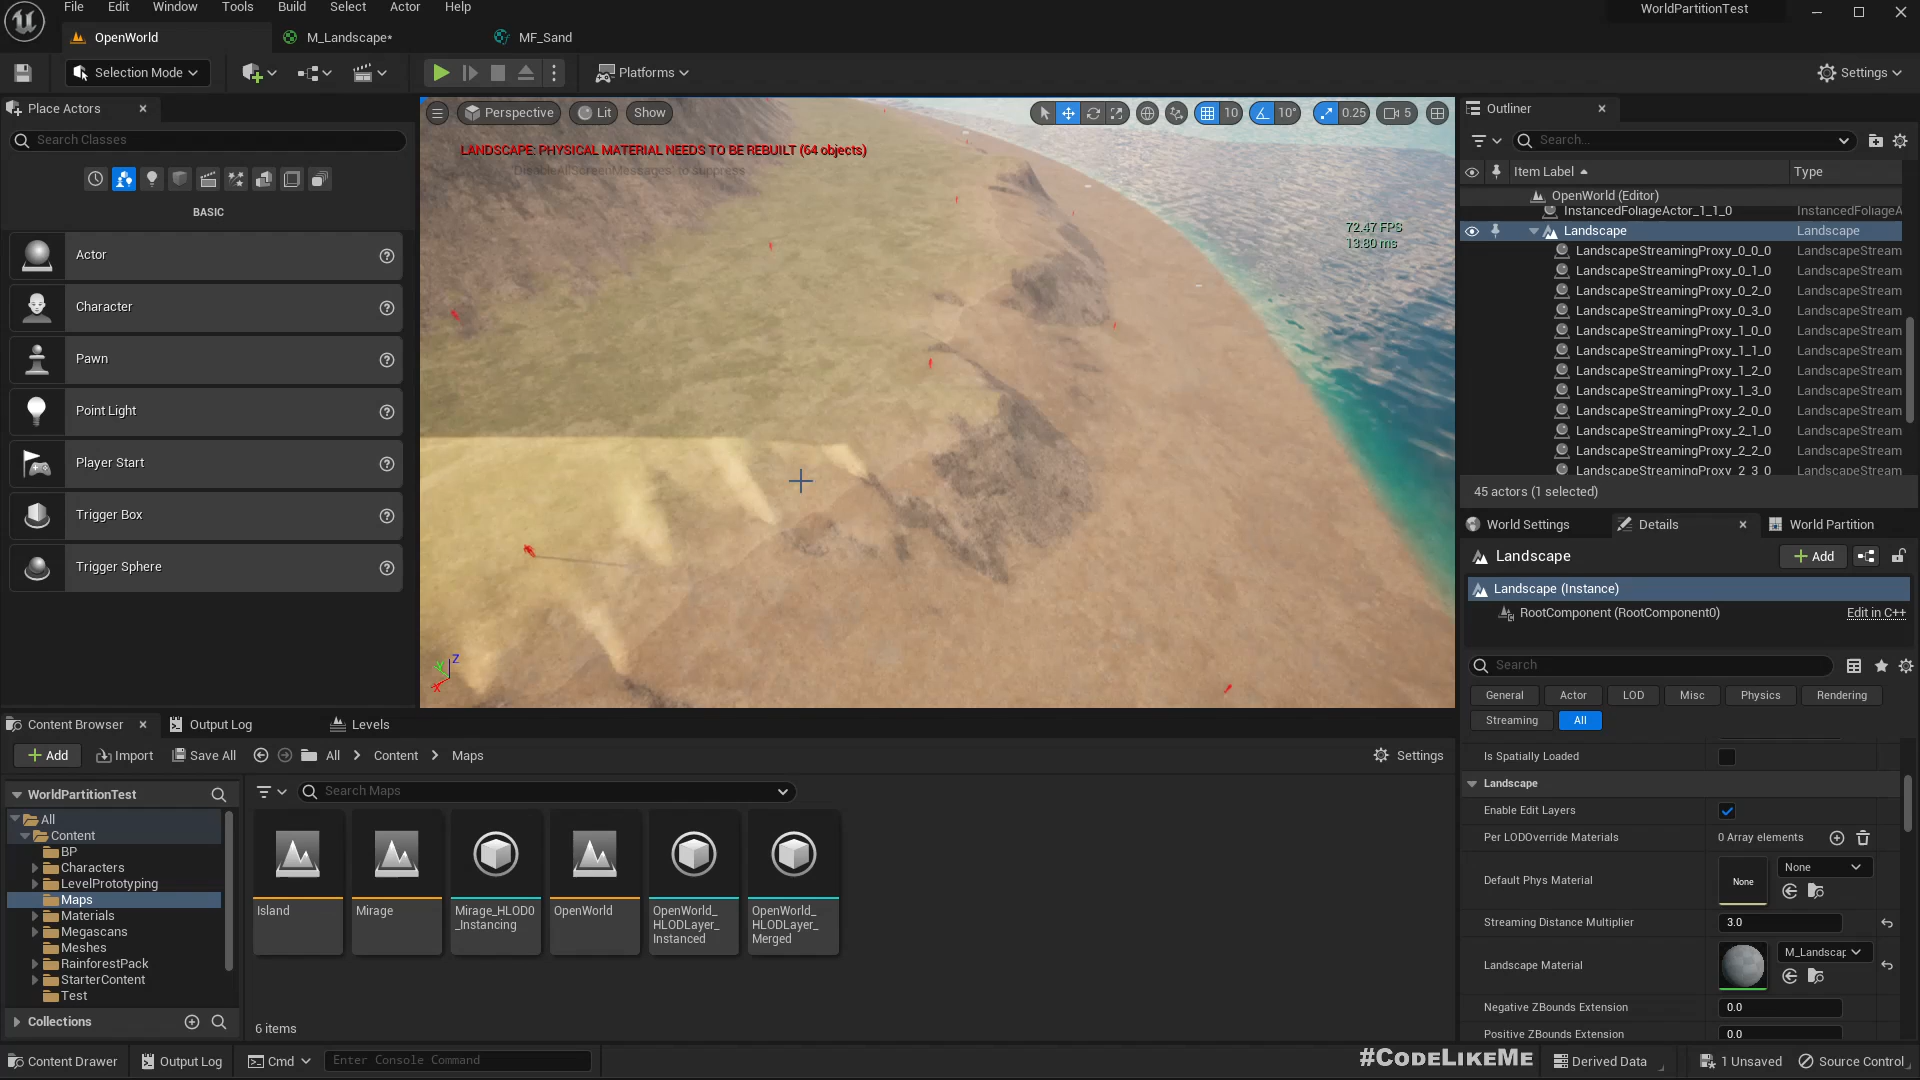 File Edit Window Tools Build Select Actor Help
WorldPartitionTest
OpenWorld
M_Landscape*
MF_Sand
Selection Mode
Platforms
Settings
Place Actors
Search Classes
BASIC
Actor
Character
Pawn
Point Light
Player Start
Trigger Box
Trigger Sphere
Perspective
Lit
Show
10
10°
0.25
5
LANDSCAPE: PHYSICAL MATERIAL NEEDS TO BE REBUILT (64 objects)
'DisableAllScreenMessages' to suppress
72.47 FPS
13.80 ms
Z
Y
X
Outliner
Search...
Item Label
Type
OpenWorld (Editor)
InstancedFoliageActor_1_1_0 InstancedFoliageA
Landscape Landscape
LandscapeStreamingProxy_0_0_0 LandscapeStream
LandscapeStreamingProxy_0_1_0 LandscapeStream
LandscapeStreamingProxy_0_2_0 LandscapeStream
LandscapeStreamingProxy_0_3_0 LandscapeStream
LandscapeStreamingProxy_1_0_0 LandscapeStream
LandscapeStreamingProxy_1_1_0 LandscapeStream
LandscapeStreamingProxy_1_2_0 LandscapeStream
LandscapeStreamingProxy_1_3_0 LandscapeStream
LandscapeStreamingProxy_2_0_0 LandscapeStream
LandscapeStreamingProxy_2_1_0 LandscapeStream
LandscapeStreamingProxy_2_2_0 LandscapeStream
LandscapeStreamingProxy_2_3_0 LandscapeStream
45 actors (1 selected)
World Settings
Details
World Partition
Landscape
Add
Landscape (Instance)
RootComponent (RootComponent0)
Edit in C++
Search
General
Actor
LOD
Misc
Physics
Rendering
Streaming
All
Is Spatially Loaded
Landscape
Enable Edit Layers
Per LODOverride Materials 0 Array elements
Default Phys Material None None
Streaming Distance Multiplier 3.0
Landscape Material M_Landscap
Negative ZBounds Extension 0.0
Positive ZBounds Extension 0.0
Content Browser
Output Log
Levels
Add
Import
Save All
All
Content
Maps
Settings
WorldPartitionTest
All
Content
BP
Characters
LevelPrototyping
Maps
Materials
Megascans
Meshes
RainforestPack
StarterContent
Test
Collections
Search Maps
Island
Mirage
Mirage_HLOD0
_Instancing
OpenWorld
OpenWorld_
HLODLayer_
Instanced
OpenWorld_
HLODLayer_
Merged
6 items
Content Drawer
Output Log
Cmd
Enter Console Command
#CodeLikeMe
Derived Data
1 Unsaved
Source Control